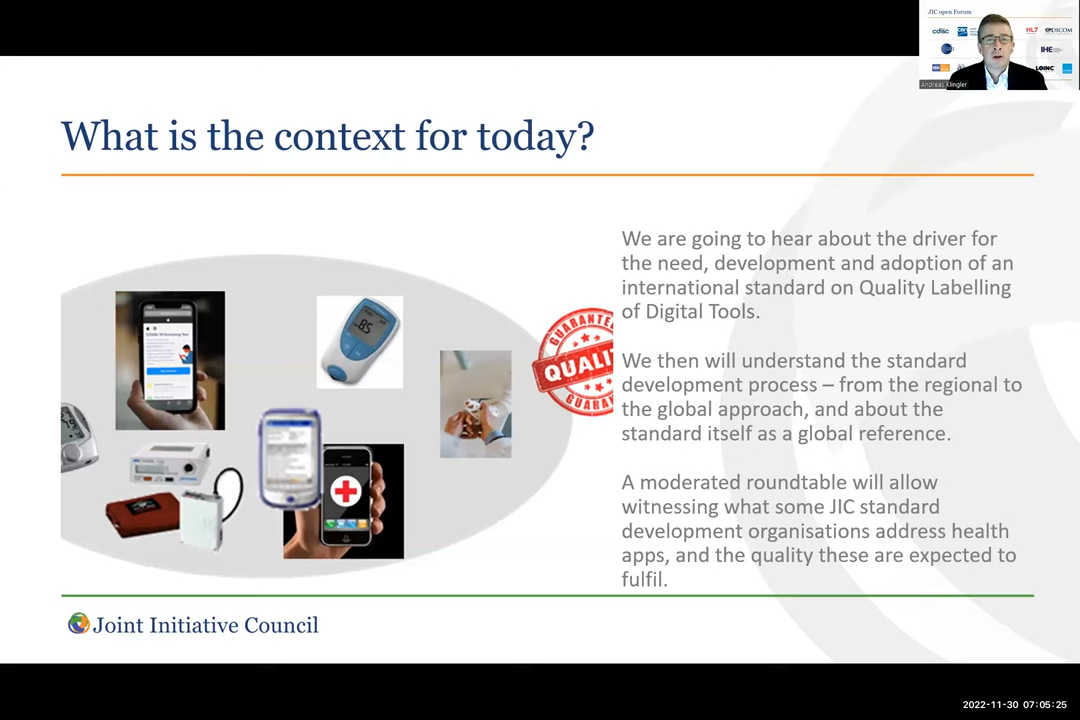 JIC open Forum
cdisc
HL7
DICOM
IHE
LOINC
Andreas Klingler
What is the context for today?
We are going to hear about the driver for
the need, development and adoption of an
international standard on Quality Labelling
of Digital Tools.
We then will understand the standard
development process – from the regional to
the global approach, and about the
standard itself as a global reference.
A moderated roundtable will allow
witnessing what some JIC standard
development organisations address health
apps, and the quality these are expected to
fulfil.
GUARANTE
QUALI
GUARA
Joint Initiative Council
2022-11-30 07:05:25